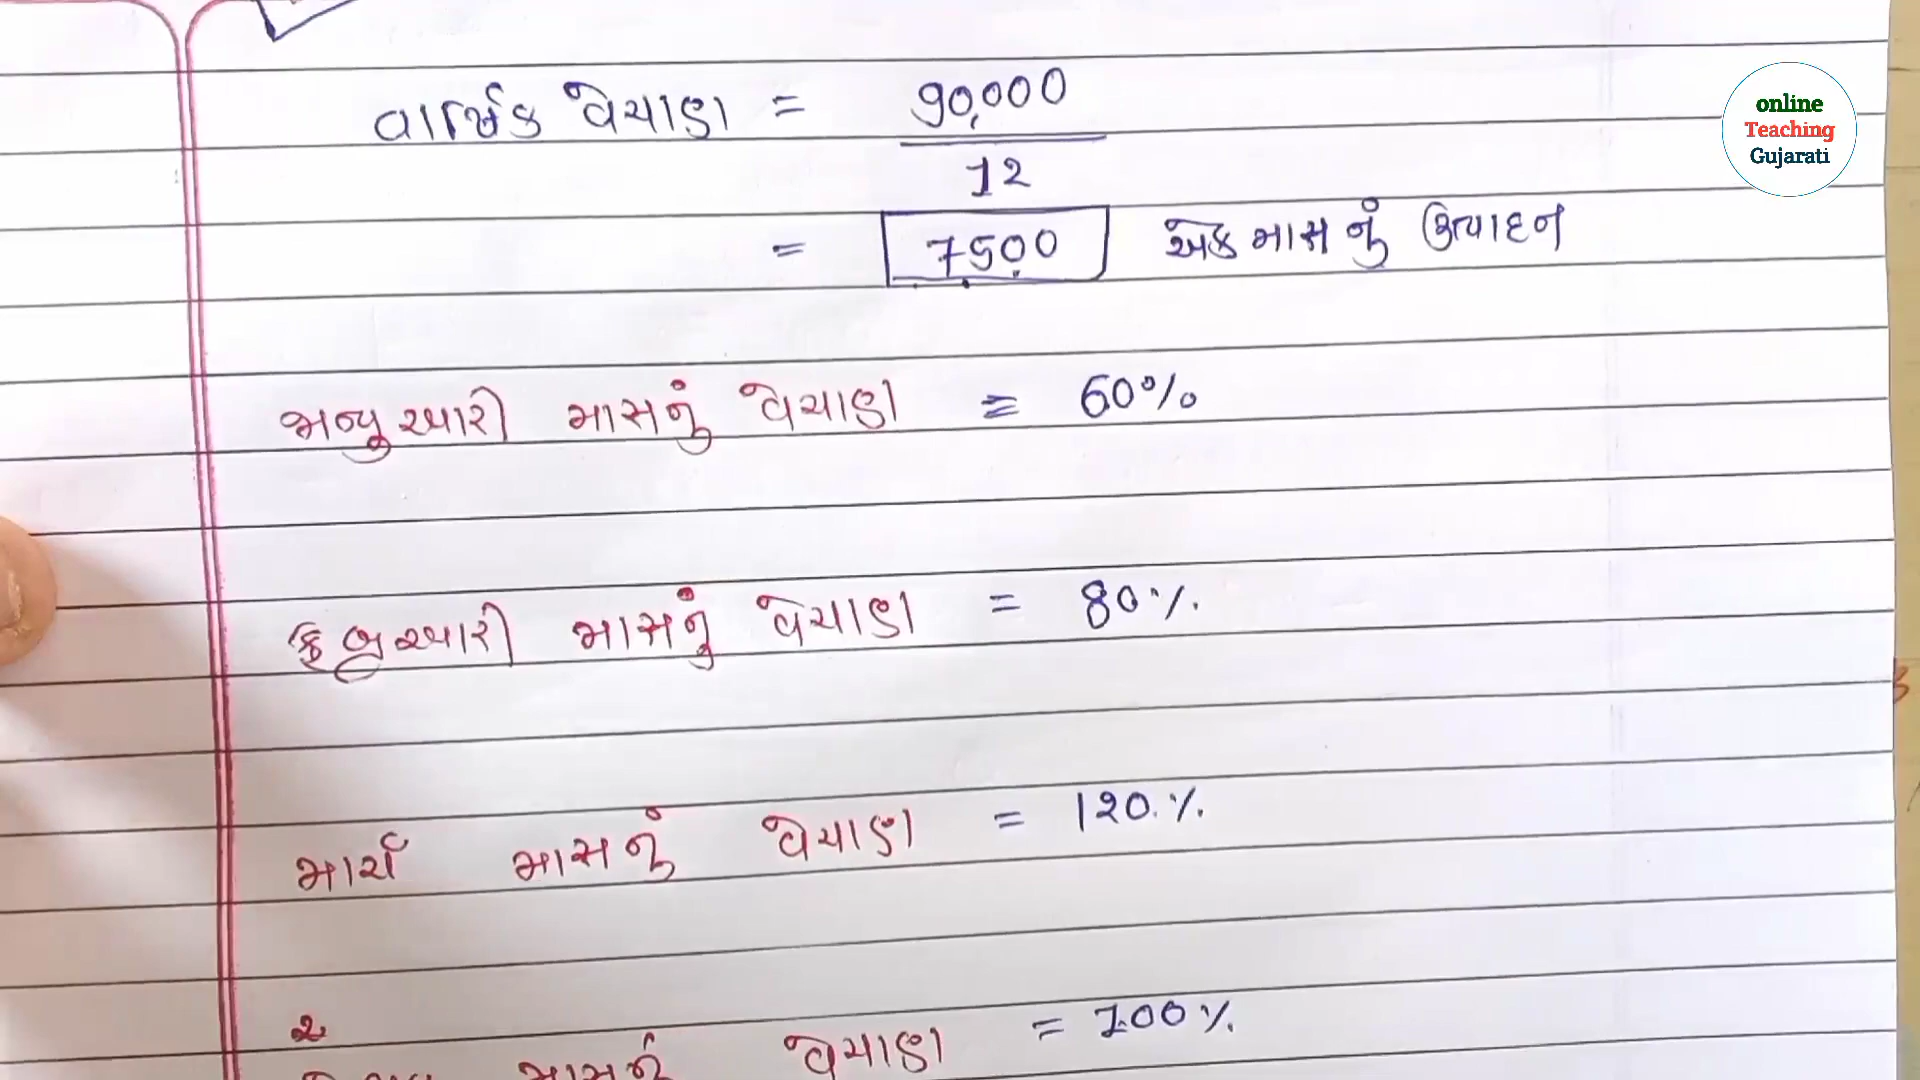 online
Teaching
Gujarati
વાર્ષિક વેચાણ = 90,000
12
= 7500 એક માસ નું ઉત્પાદન
જાન્યુઆરી માસનું વેચાણ = 60%
ફેબ્રુઆરી માસનું વેચાણ = 80%
માર્ચ માસનું વેચાણ = 120%
માસનું વેચાણ = 100%